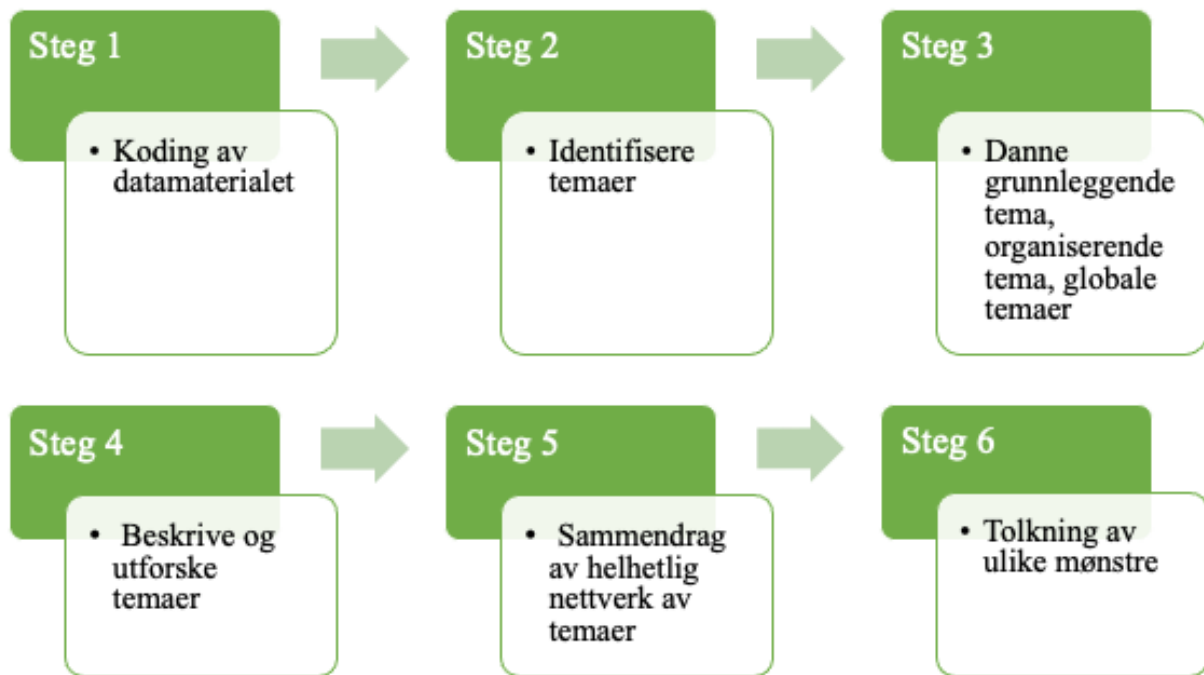 Steg 1
• Koding av
datamaterialet
Steg 2
• Identifisere
temaer
Steg 3
• Danne
grunnleggende
tema,
organiserende
tema, globale
temaer
Steg 4
• Beskrive og
utforske
temaer
Steg 5
• Sammendrag
av helhetlig
nettverk av
temaer
Steg 6
• Tolkning av
ulike mønstre